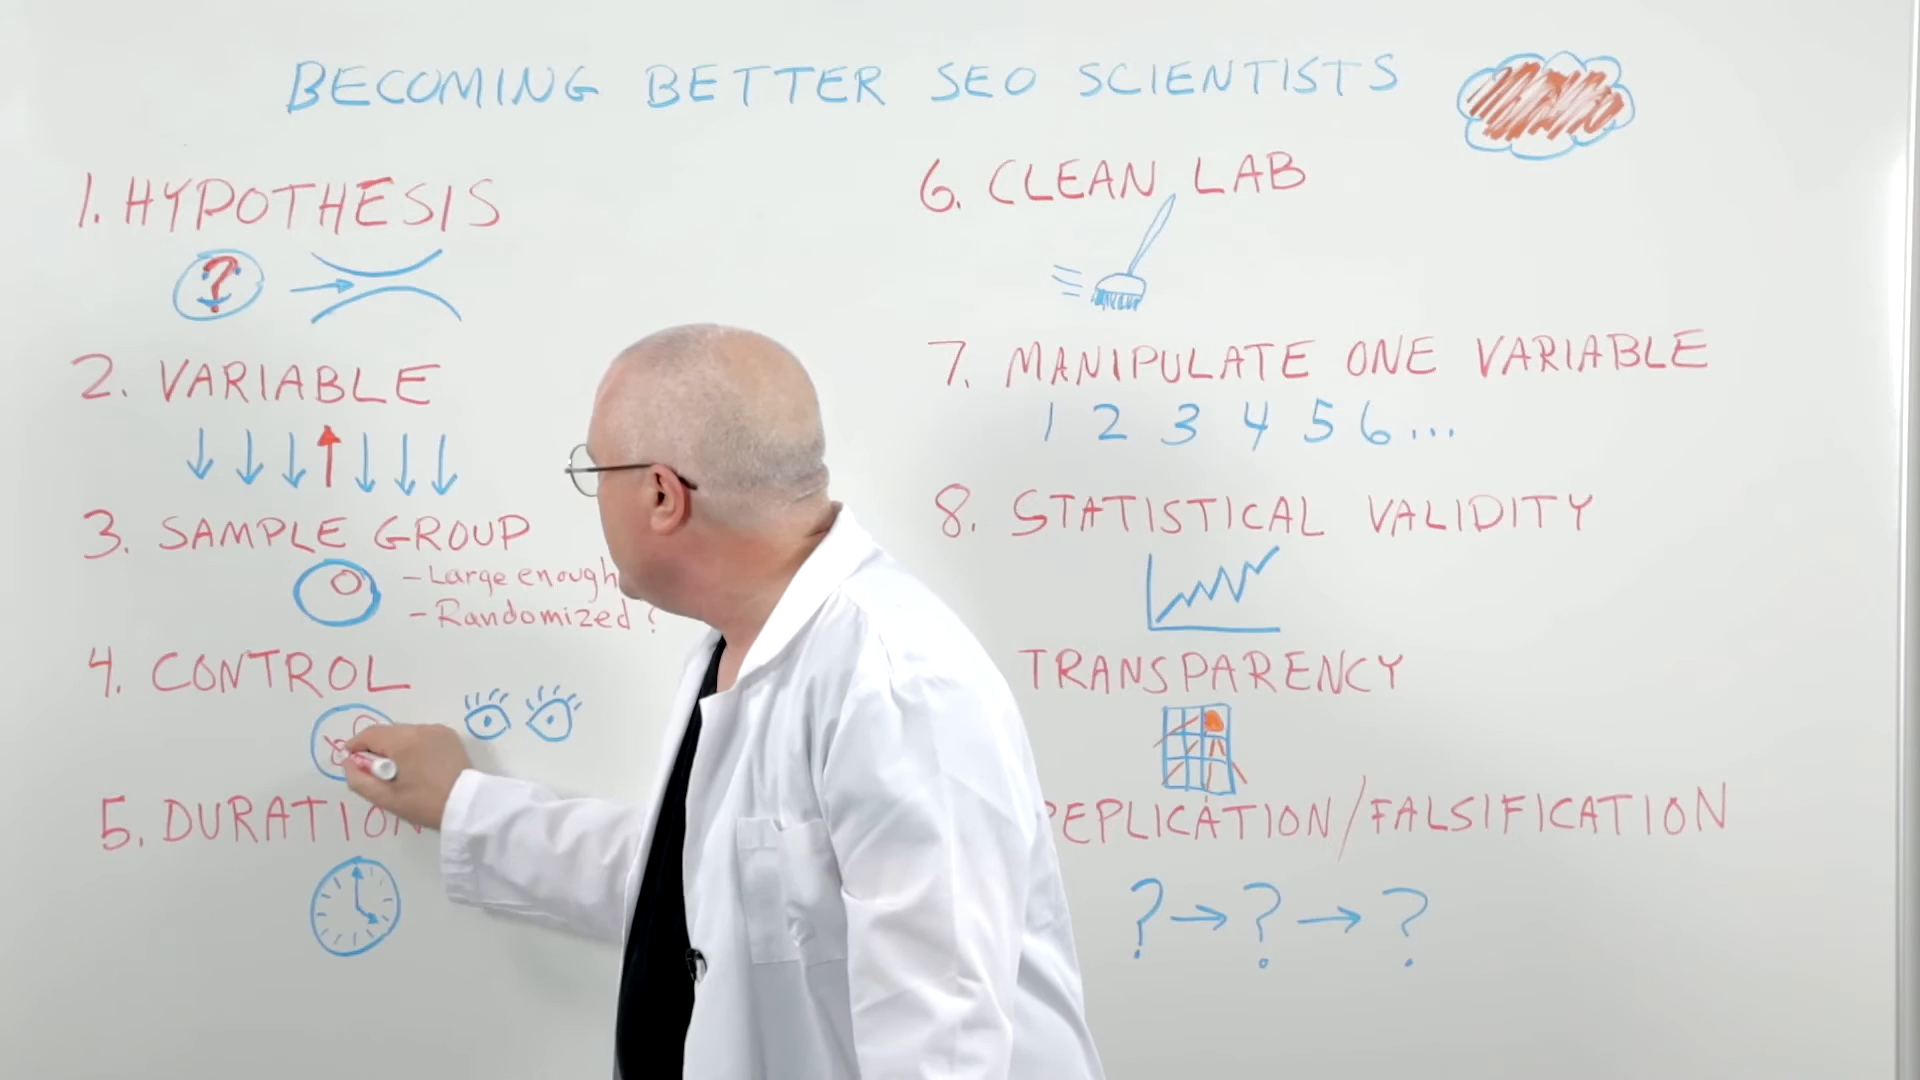 BECOMING BETTER SEO SCIENTISTS
1. HYPOTHESIS
?
2. VARIABLE
3. SAMPLE GROUP
- Large enough
- Randomized ?
4. CONTROL
5. DURATION
6. CLEAN LAB
7. MANIPULATE ONE VARIABLE
1 2 3 4 5 6 ...
8. STATISTICAL VALIDITY
TRANSPARENCY
REPLICATION/FALSIFICATION
? → ? → ?